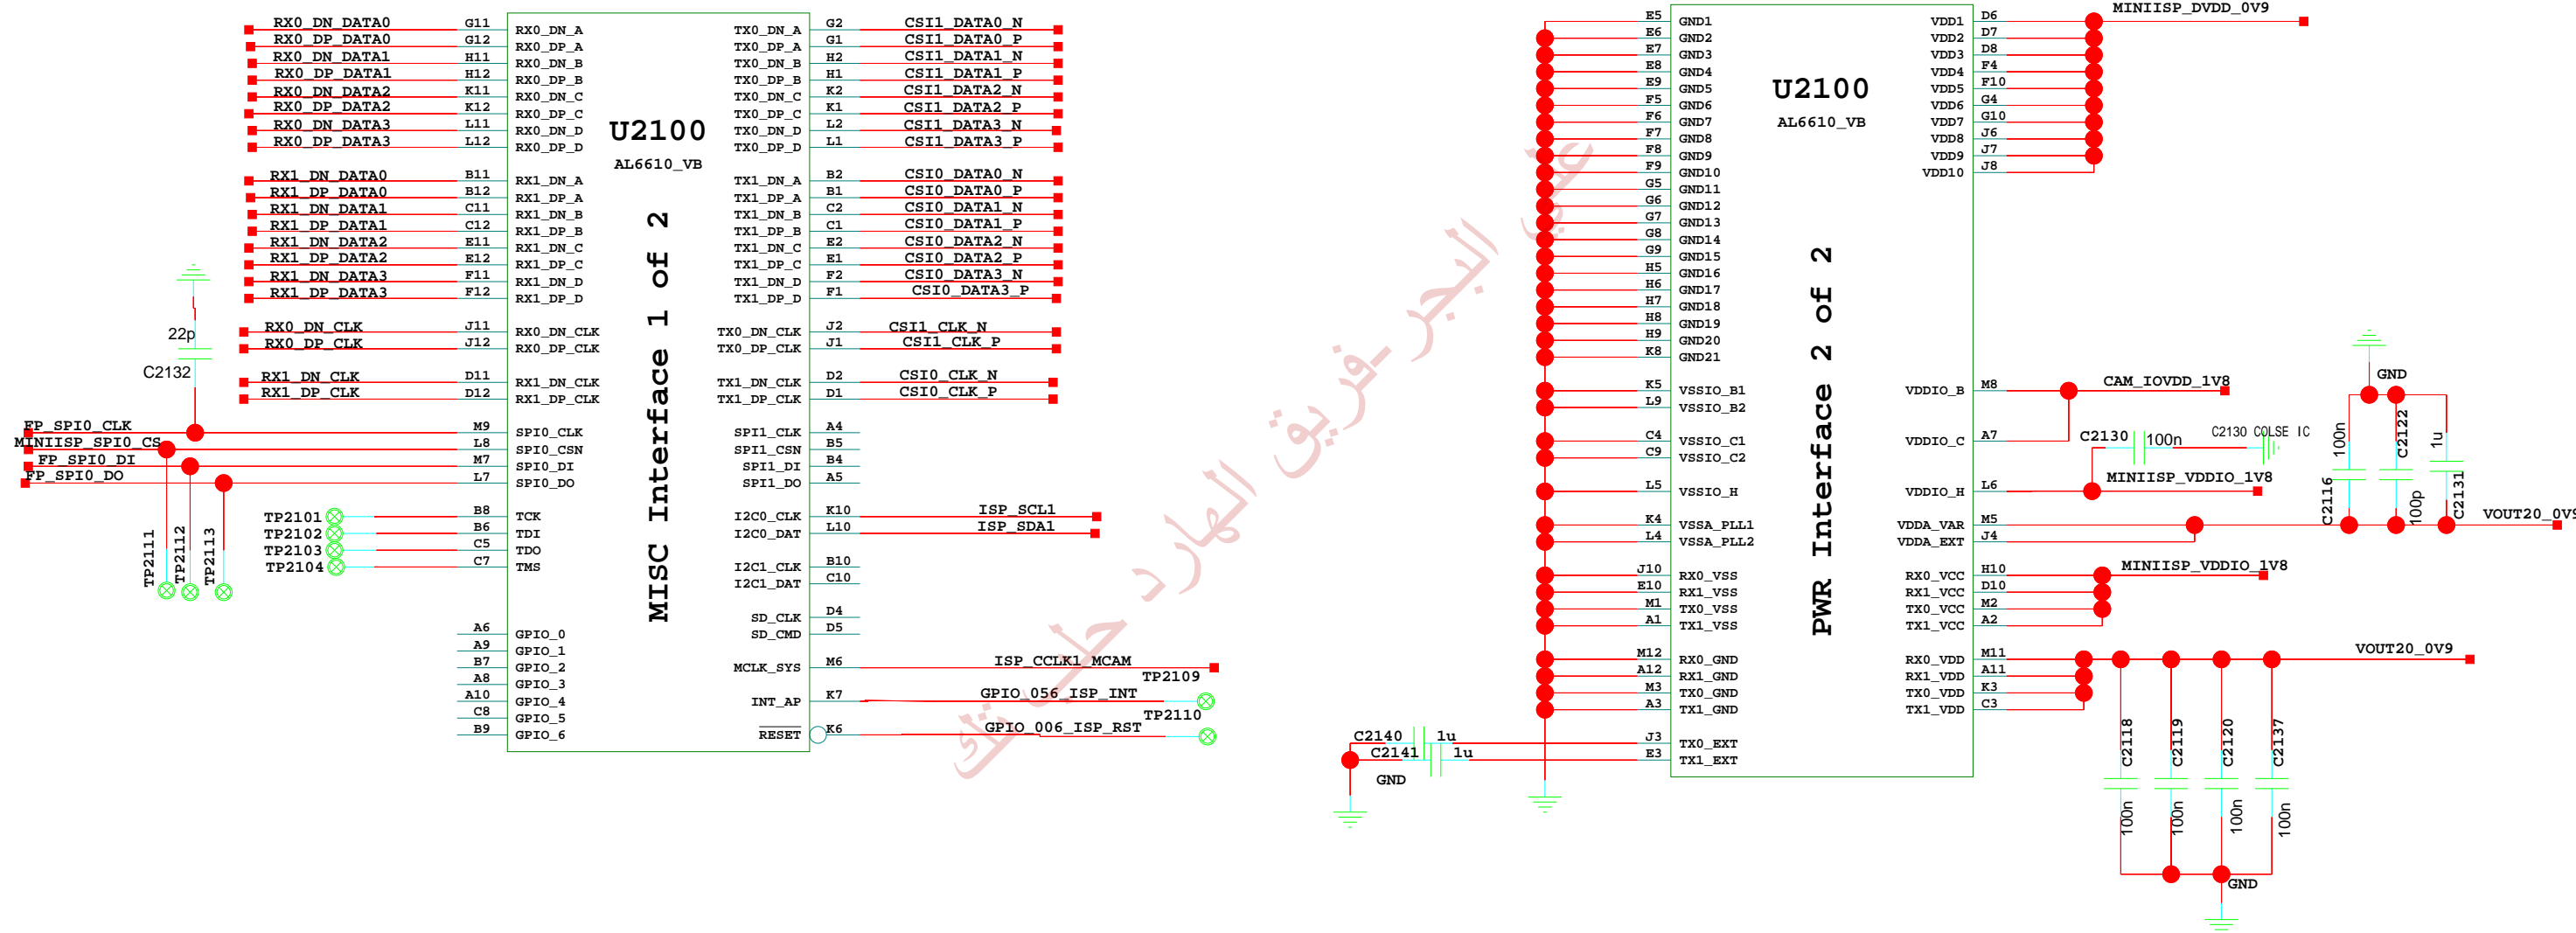 RX0_DN_DATA0 G11 RX0_DN_A TX0_DN_A G2 CSI1_DATA0_N
RX0_DP_DATA0 G12 RX0_DP_A TX0_DP_A G1 CSI1_DATA0_P
RX0_DN_DATA1 H11 RX0_DN_B TX0_DN_B H2 CSI1_DATA1_N
RX0_DP_DATA1 H12 RX0_DP_B TX0_DP_B H1 CSI1_DATA1_P
RX0_DN_DATA2 K11 RX0_DN_C TX0_DN_C K2 CSI1_DATA2_N
RX0_DP_DATA2 K12 RX0_DP_C TX0_DP_C K1 CSI1_DATA2_P
RX0_DN_DATA3 L11 RX0_DN_D TX0_DN_D L2 CSI1_DATA3_N
RX0_DP_DATA3 L12 RX0_DP_D TX0_DP_D L1 CSI1_DATA3_P
U2100
AL6610_VB
MISC Interface 1 of 2
RX1_DN_DATA0 B11 RX1_DN_A TX1_DN_A B2 CSI0_DATA0_N
RX1_DP_DATA0 B12 RX1_DP_A TX1_DP_A B1 CSI0_DATA0_P
RX1_DN_DATA1 C11 RX1_DN_B TX1_DN_B C2 CSI0_DATA1_N
RX1_DP_DATA1 C12 RX1_DP_B TX1_DP_B C1 CSI0_DATA1_P
RX1_DN_DATA2 E11 RX1_DN_C TX1_DN_C E2 CSI0_DATA2_N
RX1_DP_DATA2 E12 RX1_DP_C TX1_DP_C E1 CSI0_DATA2_P
RX1_DN_DATA3 F11 RX1_DN_D TX1_DN_D F2 CSI0_DATA3_N
RX1_DP_DATA3 F12 RX1_DP_D TX1_DP_D F1 CSI0_DATA3_P
RX0_DN_CLK J11 RX0_DN_CLK TX0_DN_CLK J2 CSI1_CLK_N
RX0_DP_CLK J12 RX0_DP_CLK TX0_DP_CLK J1 CSI1_CLK_P
22p
C2132
RX1_DN_CLK D11 RX1_DN_CLK TX1_DN_CLK D2 CSI0_CLK_N
RX1_DP_CLK D12 RX1_DP_CLK TX1_DP_CLK D1 CSI0_CLK_P
FP_SPI0_CLK M9 SPI0_CLK SPI1_CLK A4
MINIISP_SPI0_CS L8 SPI0_CSN SPI1_CSN B5
FP_SPI0_DI M7 SPI0_DI SPI1_DI B4
FP_SPI0_DO L7 SPI0_DO SPI1_DO A5
TP2101 B8 TCK I2C0_CLK K10 ISP_SCL1
TP2102 B6 TDI I2C0_DAT L10 ISP_SDA1
TP2103 C5 TDO
TP2104 C7 TMS I2C1_CLK B10
I2C1_DAT C10
TP2111
TP2112
TP2113
SD_CLK D4
A6 GPIO_0 SD_CMD D5
A9 GPIO_1
B7 GPIO_2 MCLK_SYS M6 ISP_CCLK1_MCAM
A8 GPIO_3 TP2109
A10 GPIO_4 INT_AP K7 GPIO_056_ISP_INT
C8 GPIO_5 TP2110
B9 GPIO_6 RESET K6 GPIO_006_ISP_RST
عتي البحر-فريق الهارد حلب تك
E5 GND1 VDD1 D6 MINIISP_DVDD_0V9
E6 GND2 VDD2 D7
E7 GND3 VDD3 D8
E8 GND4 VDD4 F4
E9 GND5 VDD5 F10
F5 GND6 VDD6 G4
F6 GND7 VDD7 G10
F7 GND8 VDD8 J6
F8 GND9 VDD9 J7
F9 GND10 VDD10 J8
U2100
AL6610_VB
PWR Interface 2 of 2
G5 GND11
G6 GND12
G7 GND13
G8 GND14
G9 GND15
H5 GND16
H6 GND17
H7 GND18
H8 GND19
H9 GND20
K8 GND21
K5 VSSIO_B1 VDDIO_B M8 CAM_IOVDD_1V8
L9 VSSIO_B2
C4 VSSIO_C1 VDDIO_C A7 C2130 100n C2130 COLSE IC
C9 VSSIO_C2
L5 VSSIO_H VDDIO_H L6 MINIISP_VDDIO_1V8
GND
100n
C2116
C2122
100p
1u
C2131
K4 VSSA_PLL1 VDDA_VAR M5 VOUT20_0V9
L4 VSSA_PLL2 VDDA_EXT J4
J10 RX0_VSS RX0_VCC H10 MINIISP_VDDIO_1V8
E10 RX1_VSS RX1_VCC D10
M1 TX0_VSS TX0_VCC M2
A1 TX1_VSS TX1_VCC A2
M12 RX0_GND RX0_VDD M11 VOUT20_0V9
A12 RX1_GND RX1_VDD A11
M3 TX0_GND TX0_VDD K3
A3 TX1_GND TX1_VDD C3
C2140 1u J3 TX0_EXT
C2141 1u E3 TX1_EXT
GND
C2118
C2119
C2120
C2137
100n
100n
100n
100n
GND